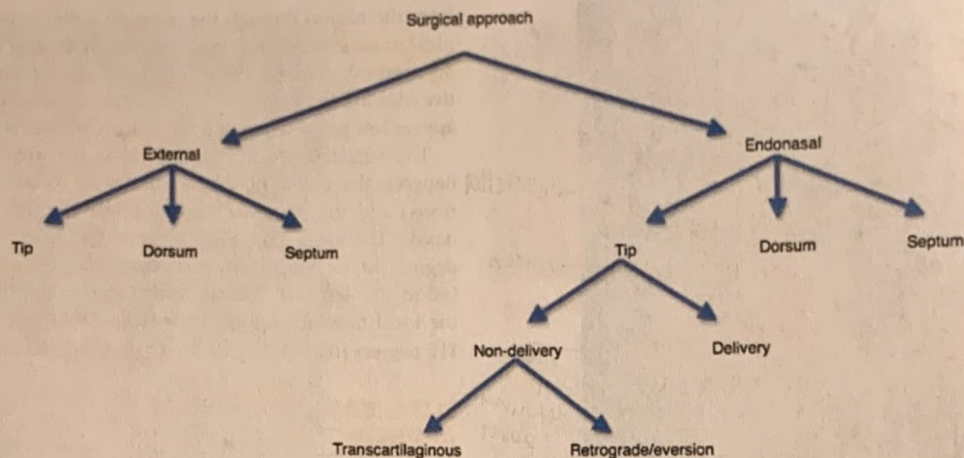 Surgical approach
External
Endonasal
Tip
Dorsum
Septum
Tip
Dorsum
Septum
Non-delivery
Delivery
Transcartilaginous
Retrograde/eversion